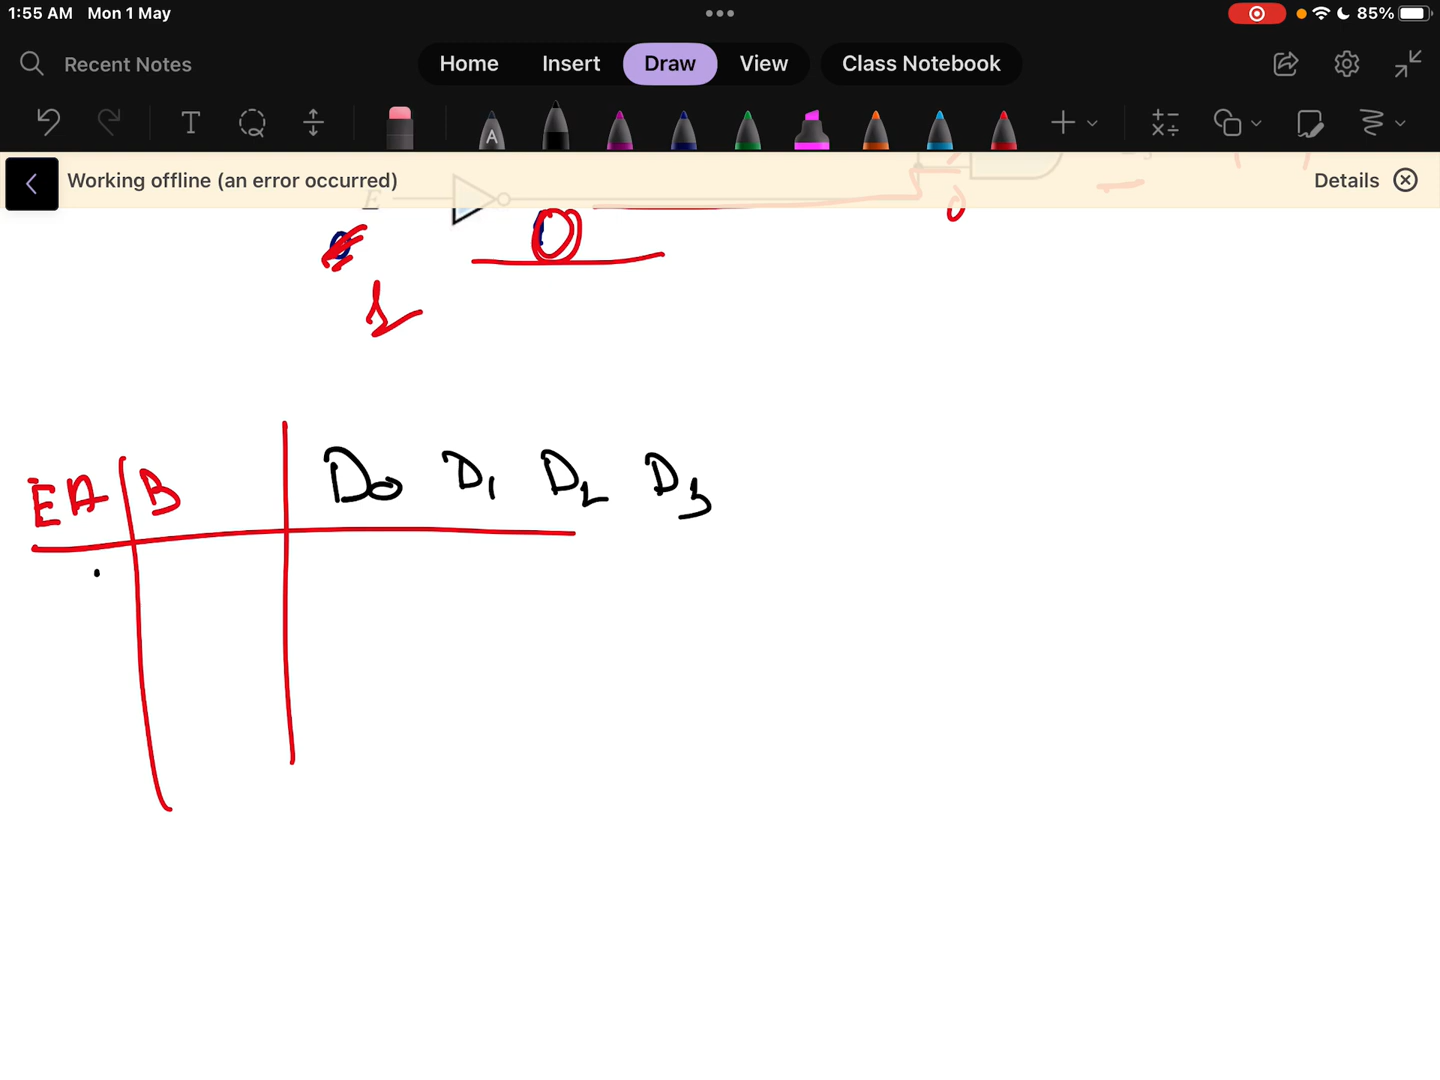 1:55 AM Mon 1 May 85%
Recent Notes Home Insert Draw View Class Notebook
T A
Working offline (an error occurred) Details
E
0
1
E A B D0 D1 D2 D3